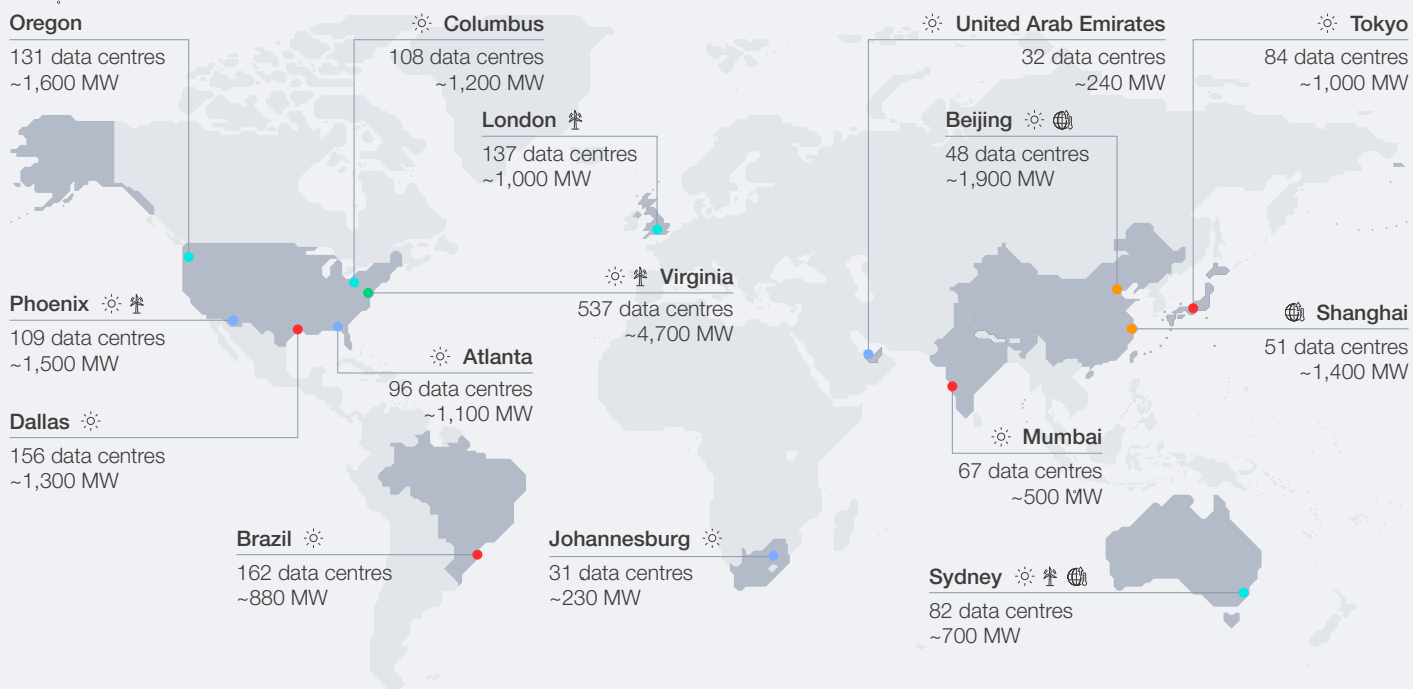 Oregon
131 data centres
~1,600 MW
Columbus
108 data centres
~1,200 MW
United Arab Emirates
32 data centres
~240 MW
Tokyo
84 data centres
~1,000 MW
London
137 data centres
~1,000 MW
Beijing
48 data centres
~1,900 MW
Virginia
537 data centres
~4,700 MW
Phoenix
109 data centres
~1,500 MW
Shanghai
51 data centres
~1,400 MW
Atlanta
96 data centres
~1,100 MW
Dallas
156 data centres
~1,300 MW
Mumbai
67 data centres
~500 MW
Brazil
162 data centres
~880 MW
Johannesburg
31 data centres
~230 MW
Sydney
82 data centres
~700 MW